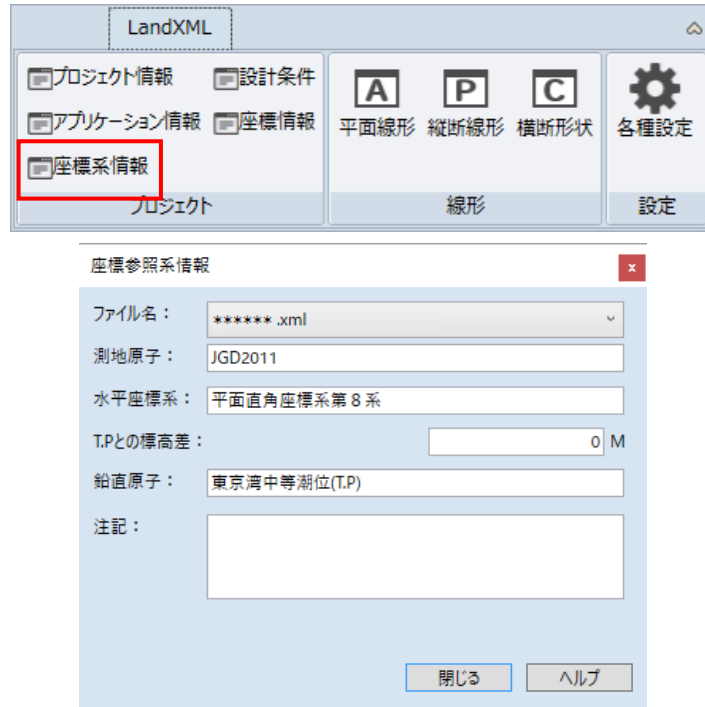 LandXML
プロジェクト情報 設計条件
アプリケーション情報 座標情報
座標系情報
プロジェクト
A P C
平面線形 縦断線形 横断形状
線形
各種設定
設定
座標参照系情報 x
ファイル名： ****** .xml
測地原子： JGD2011
水平座標系： 平面直角座標系第８系
T.Pとの標高差： 0 M
鉛直原子： 東京湾中等潮位(T.P)
注記：
閉じる ヘルプ